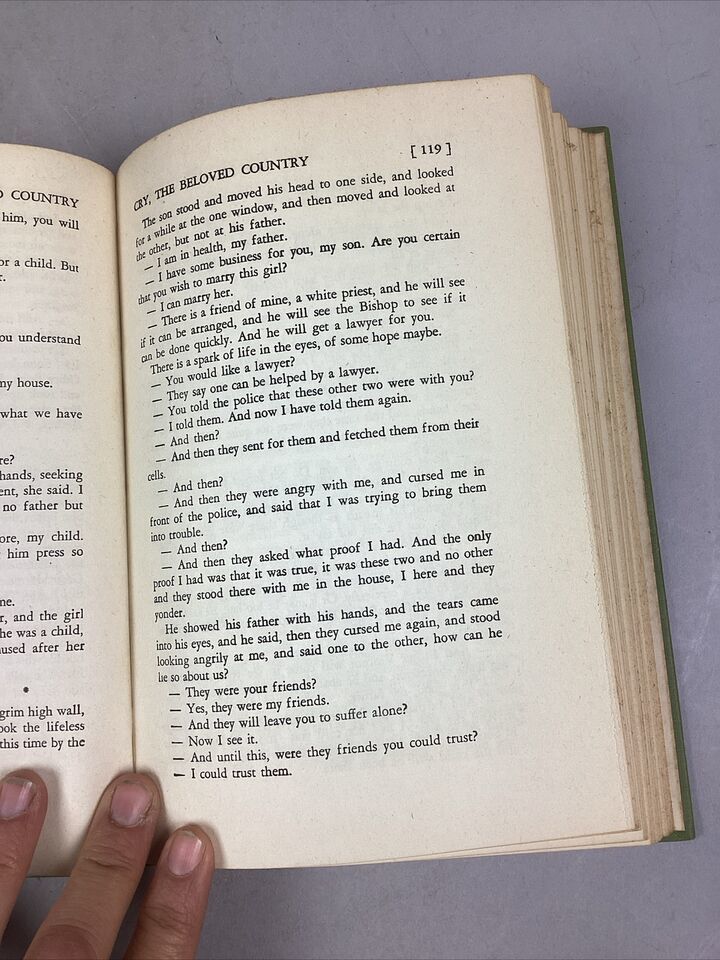 D COUNTRY
him, you will
or a child. But
r.
ou understand
my house.
what we have
re?
hands, seeking
ent, she said. I
no father but
ore, my child.
him press so
ne.
r, and the girl
he was a child,
used after her
•
grim high wall,
ook the lifeless
this time by the
CRY, THE BELOVED COUNTRY [ 119 ]
The son stood and moved his head to one side, and looked
for a while at the one window, and then moved and looked at
the other, but not at his father.
— I am in health, my father.
— I have some business for you, my son. Are you certain
that you wish to marry this girl?
— I can marry her.
— There is a friend of mine, a white priest, and he will see
if it can be arranged, and he will see the Bishop to see if it
can be done quickly. And he will get a lawyer for you.
There is a spark of life in the eyes, of some hope maybe.
— You would like a lawyer?
— They say one can be helped by a lawyer.
— You told the police that these other two were with you?
— I told them. And now I have told them again.
— And then?
— And then they sent for them and fetched them from their
cells.
— And then?
— And then they were angry with me, and cursed me in
front of the police, and said that I was trying to bring them
into trouble.
— And then?
— And then they asked what proof I had. And the only
proof I had was that it was true, it was these two and no other
and they stood there with me in the house, I here and they
yonder.
He showed his father with his hands, and the tears came
into his eyes, and he said, then they cursed me again, and stood
looking angrily at me, and said one to the other, how can he
lie so about us?
— They were your friends?
— Yes, they were my friends.
— And they will leave you to suffer alone?
— Now I see it.
— And until this, were they friends you could trust?
— I could trust them.